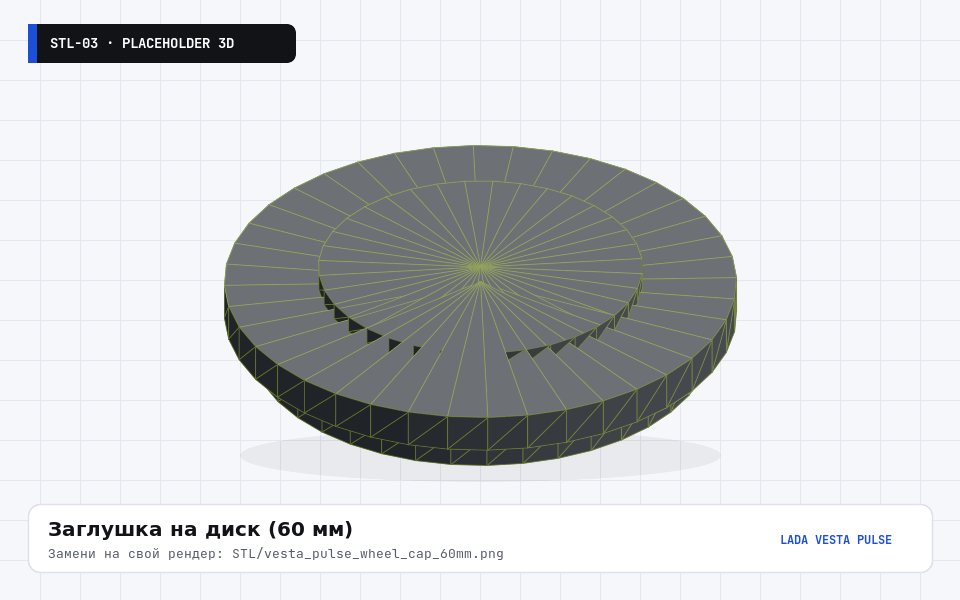 STL-03 · PLACEHOLDER 3D
Заглушка на диск (60 мм)
Замени на свой рендер: STL/vesta_pulse_wheel_cap_60mm.png
LADA VESTA PULSE